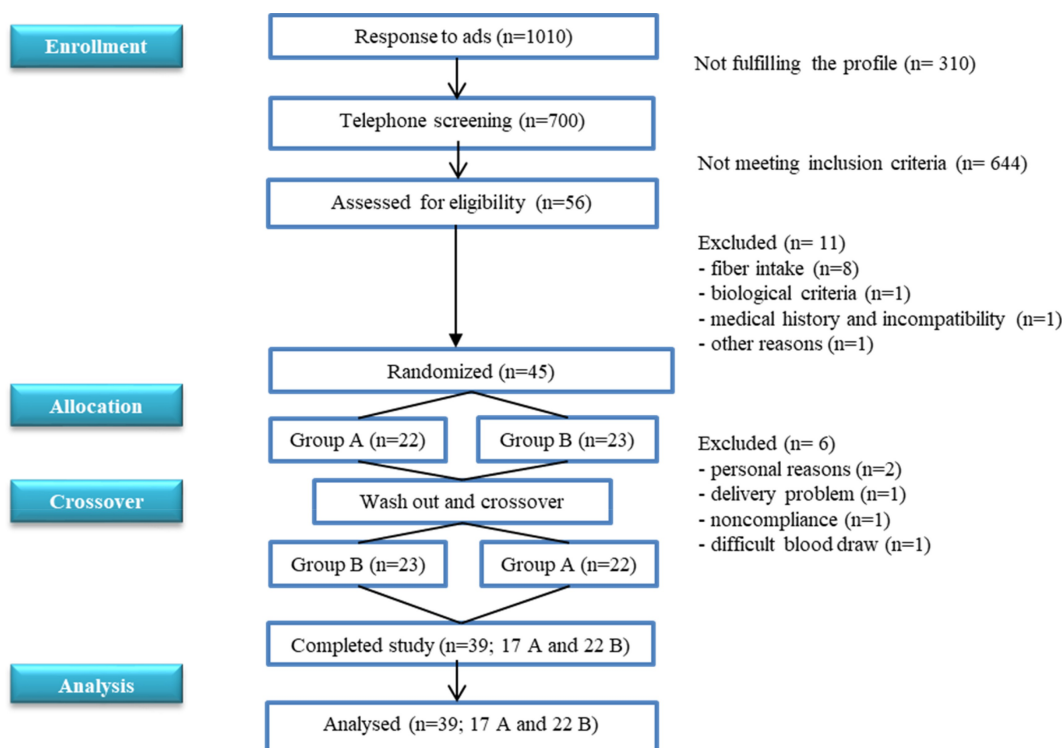 Enrollment
Response to ads (n=1010)
Not fulfilling the profile (n= 310)
Telephone screening (n=700)
Not meeting inclusion criteria (n= 644)
Assessed for eligibility (n=56)
Excluded (n= 11)
- fiber intake (n=8)
- biological criteria (n=1)
- medical history and incompatibility (n=1)
- other reasons (n=1)
Randomized (n=45)
Allocation
Group A (n=22)
Group B (n=23)
Excluded (n= 6)
- personal reasons (n=2)
- delivery problem (n=1)
- noncompliance (n=1)
- difficult blood draw (n=1)
Crossover
Wash out and crossover
Group B (n=23)
Group A (n=22)
Completed study (n=39; 17 A and 22 B)
Analysis
Analysed (n=39; 17 A and 22 B)